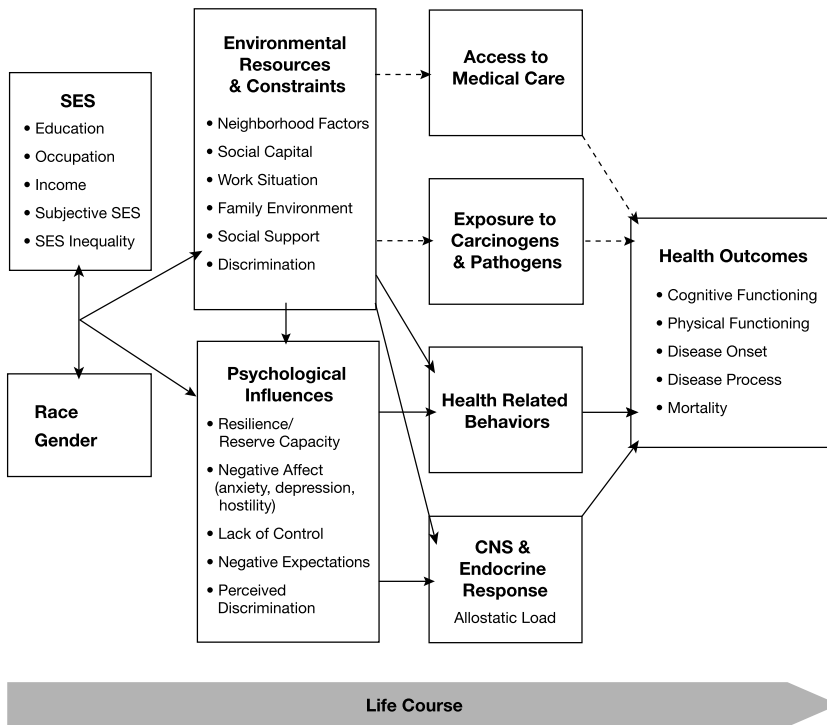 SES
• Education
• Occupation
• Income
• Subjective SES
• SES Inequality
Race
Gender
Environmental
Resources
& Constraints
• Neighborhood Factors
• Social Capital
• Work Situation
• Family Environment
• Social Support
• Discrimination
Psychological
Influences
• Resilience/
Reserve Capacity
• Negative Affect
(anxiety, depression,
hostility)
• Lack of Control
• Negative Expectations
• Perceived
Discrimination
Access to
Medical Care
Exposure to
Carcinogens
& Pathogens
Health Related
Behaviors
CNS &
Endocrine
Response
Allostatic Load
Health Outcomes
• Cognitive Functioning
• Physical Functioning
• Disease Onset
• Disease Process
• Mortality
Life Course